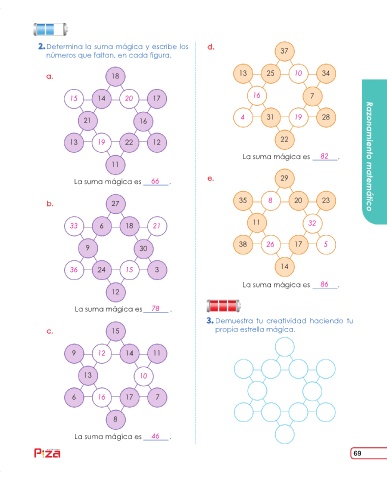 2. Determina la suma mágica y escribe los
números que faltan, en cada figura.
a.
18
15 14 20 17
21 16
13 19 22 12
11
La suma mágica es 66 .
b.
27
33 6 18 21
9 30
36 24 15 3
12
La suma mágica es 78 .
c.
15
9 12 14 11
13 10
6 16 17 7
8
La suma mágica es 46 .
d.
37
13 25 10 34
16 7
4 31 19 28
22
La suma mágica es 82 .
e.
29
35 8 20 23
11 32
38 26 17 5
14
La suma mágica es 86 .
3. Demuestra tu creatividad haciendo tu
propia estrella mágica.
Razonamiento matemático
69